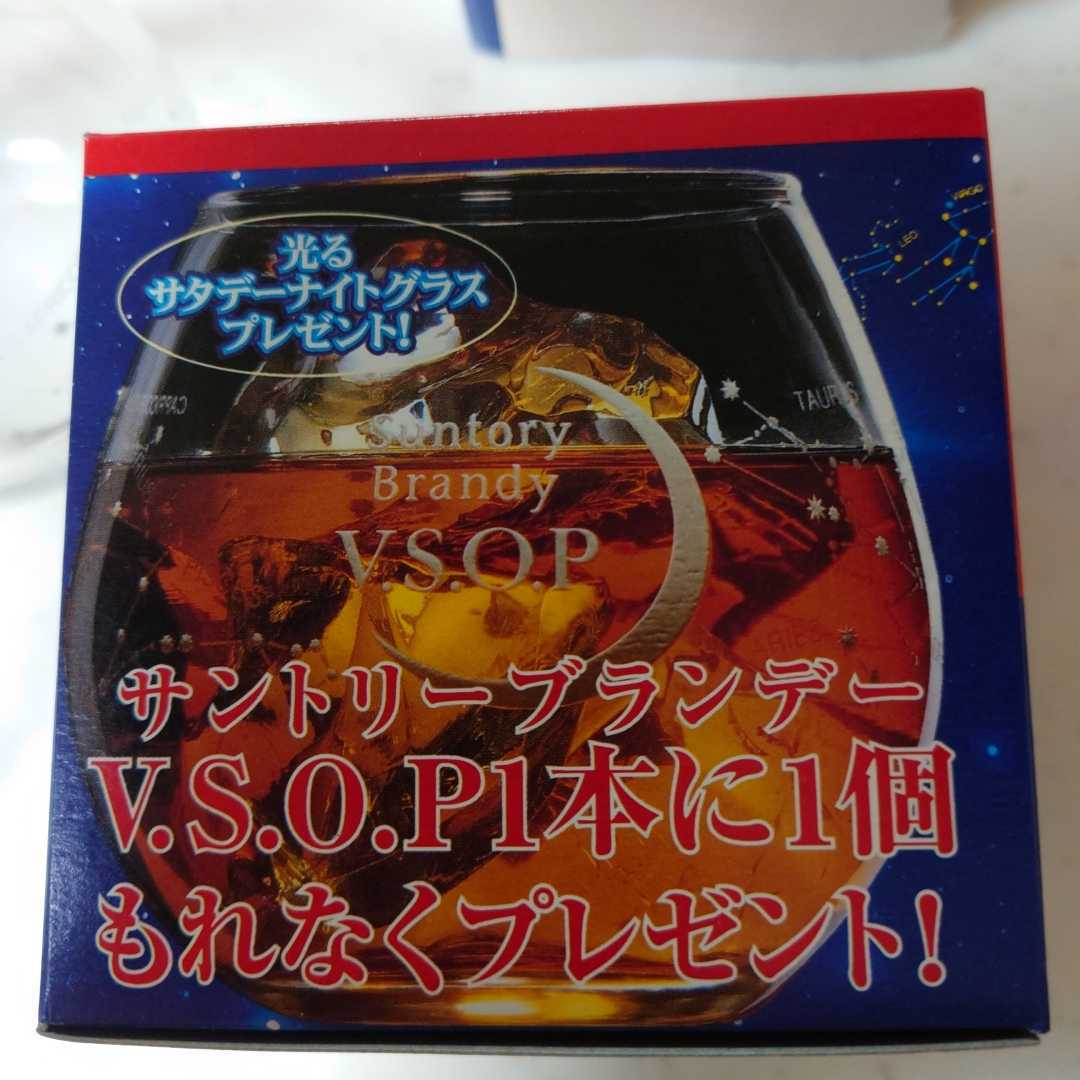 光る
サタデーナイトグラス
プレゼント!
VIRGO
LEO
TAURUS
Suntory
Brandy
V.S.O.P
ARIES
サントリーブランデー
V.S.O.P1本に1個
もれなくプレゼント!